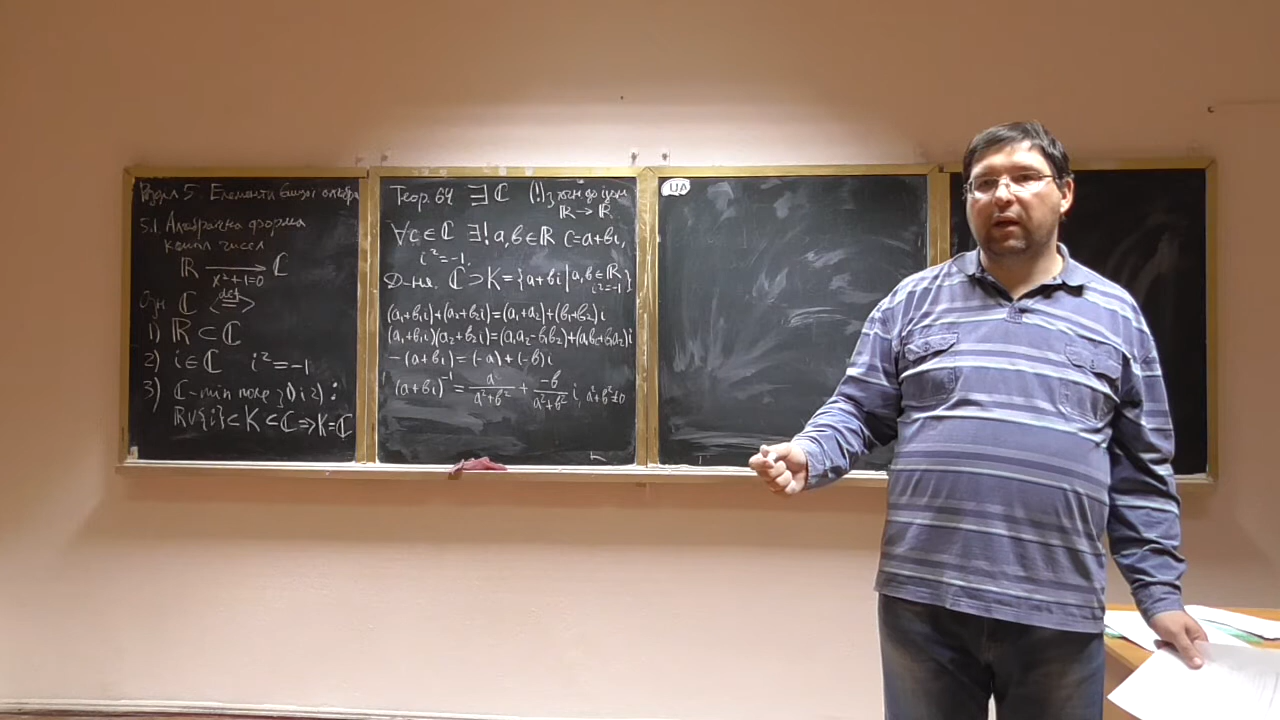 Розділ 5. Елементи вищої алгебри
5.1. Алгебраїчна форма
компл чисел
ℝ ⟶ ℂ
x²+1=0
Озн. ℂ <def=>
1) ℝ ⊂ ℂ
2) i ∈ ℂ i² = -1
3) ℂ - min поле з 1) і 2) :
ℝ∪{i} ⊂ K ⊂ ℂ ⇒ K=ℂ
Теор. 64 ∃ ℂ (!) з точн до ізом
ℝ → ℝ
∀c ∈ ℂ ∃! a,b ∈ ℝ c=a+bi,
i²=-1.
Д-ня. ℂ ⊃ K = {a+bi | a,b ∈ ℝ
i²=-1}
(a₁+b₁i)+(a₂+b₂i)=(a₁+a₂)+(b₁+b₂)i
(a₁+b₁i)(a₂+b₂i)=(a₁a₂-b₁b₂)+(a₁b₂+b₁a₂)i
-(a+bi)=(-a)+(-b)i
(a+bi)⁻¹ = a/(a²+b²) + -b/(a²+b²) i, a²+b²≠0
UA